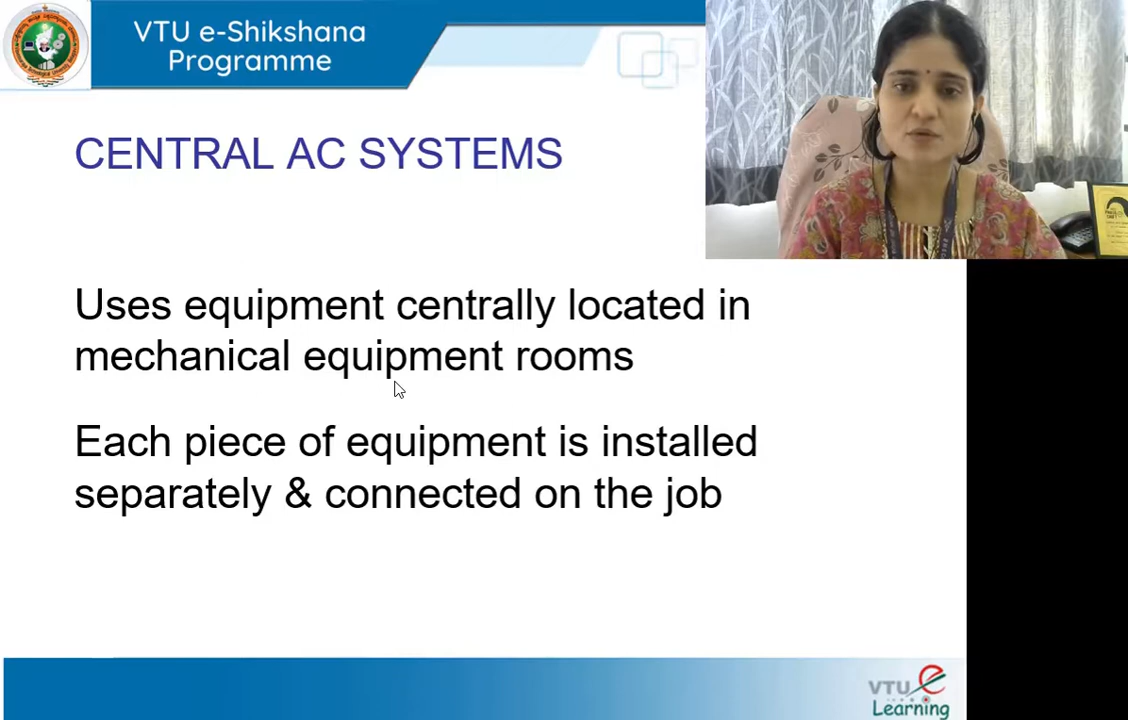 VTU e-Shikshana
Programme
CENTRAL AC SYSTEMS
Uses equipment centrally located in
mechanical equipment rooms
Each piece of equipment is installed
separately & connected on the job
VTU e
Learning